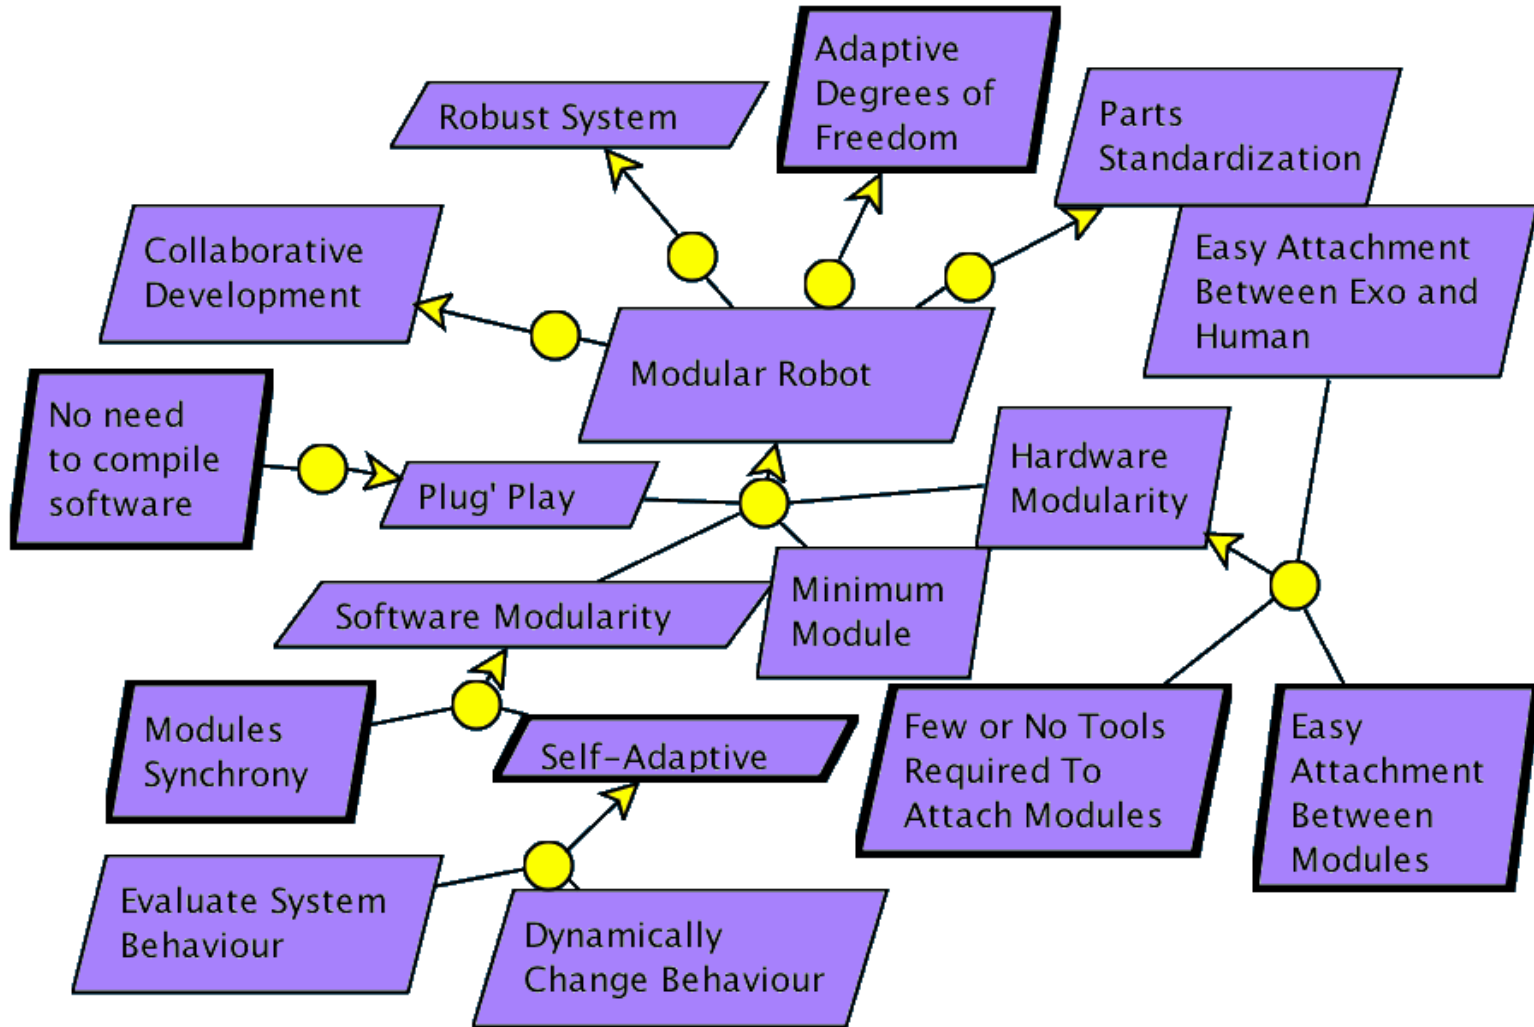 Adaptive
Degrees of
Freedom
Robust System
Parts
Standardization
Collaborative
Development
Easy Attachment
Between Exo and
Human
Modular Robot
No need
to compile
software
Plug' Play
Hardware
Modularity
Software Modularity
Minimum
Module
Modules
Synchrony
Self-Adaptive
Few or No Tools
Required To
Attach Modules
Easy
Attachment
Between
Modules
Evaluate System
Behaviour
Dynamically
Change Behaviour